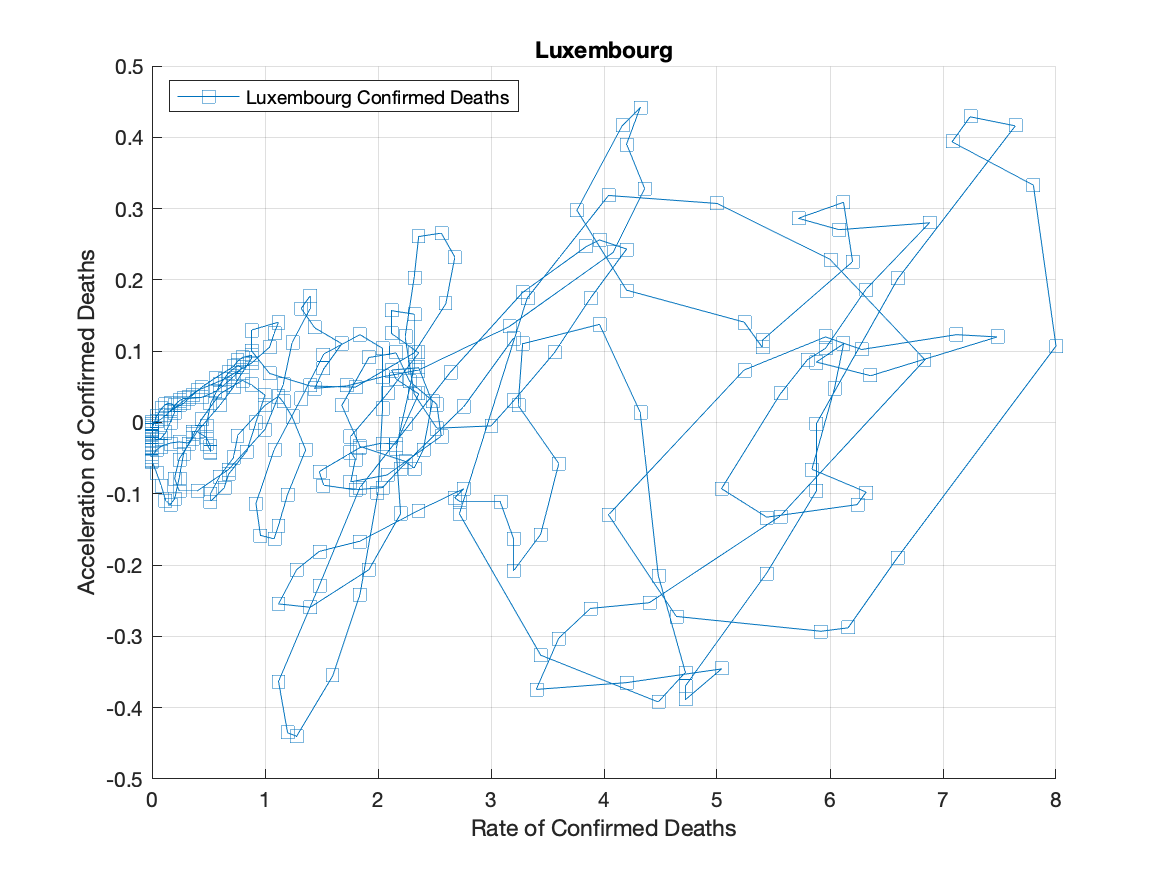 Luxembourg
Luxembourg Confirmed Deaths
0.5
0.4
0.3
0.2
0.1
0
-0.1
-0.2
-0.3
-0.4
-0.5
Acceleration of Confirmed Deaths
0 1 2 3 4 5 6 7 8
Rate of Confirmed Deaths